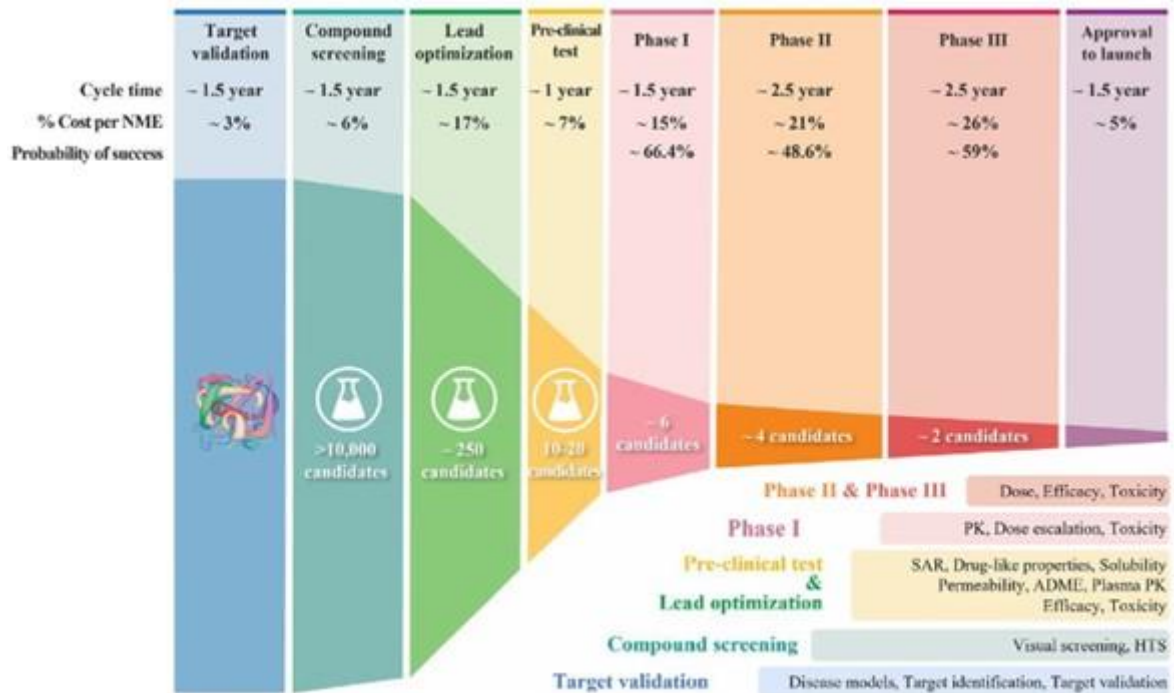 Target validation
Compound screening
Lead optimization
Pre-clinical test
Phase I
Phase II
Phase III
Approval to launch
Cycle time ~ 1.5 year ~ 1.5 year ~ 1.5 year ~ 1 year ~ 1.5 year ~ 2.5 year ~ 2.5 year ~ 1.5 year
% Cost per NME ~ 3% ~ 6% ~ 17% ~ 7% ~ 15% ~ 21% ~ 26% ~ 5%
Probability of success ~ 66.4% ~ 48.6% ~ 59%
>10,000 candidates
~ 250 candidates
10-20 candidates
~ 6 candidates
~ 4 candidates
~ 2 candidates
Phase II & Phase III
Dose, Efficacy, Toxicity
Phase I
PK, Dose escalation, Toxicity
Pre-clinical test
&
Lead optimization
SAR, Drug-like properties, Solubility
Permeability, ADME, Plasma PK
Efficacy, Toxicity
Compound screening
Visual screening, HTS
Target validation
Disease models, Target identification, Target validation